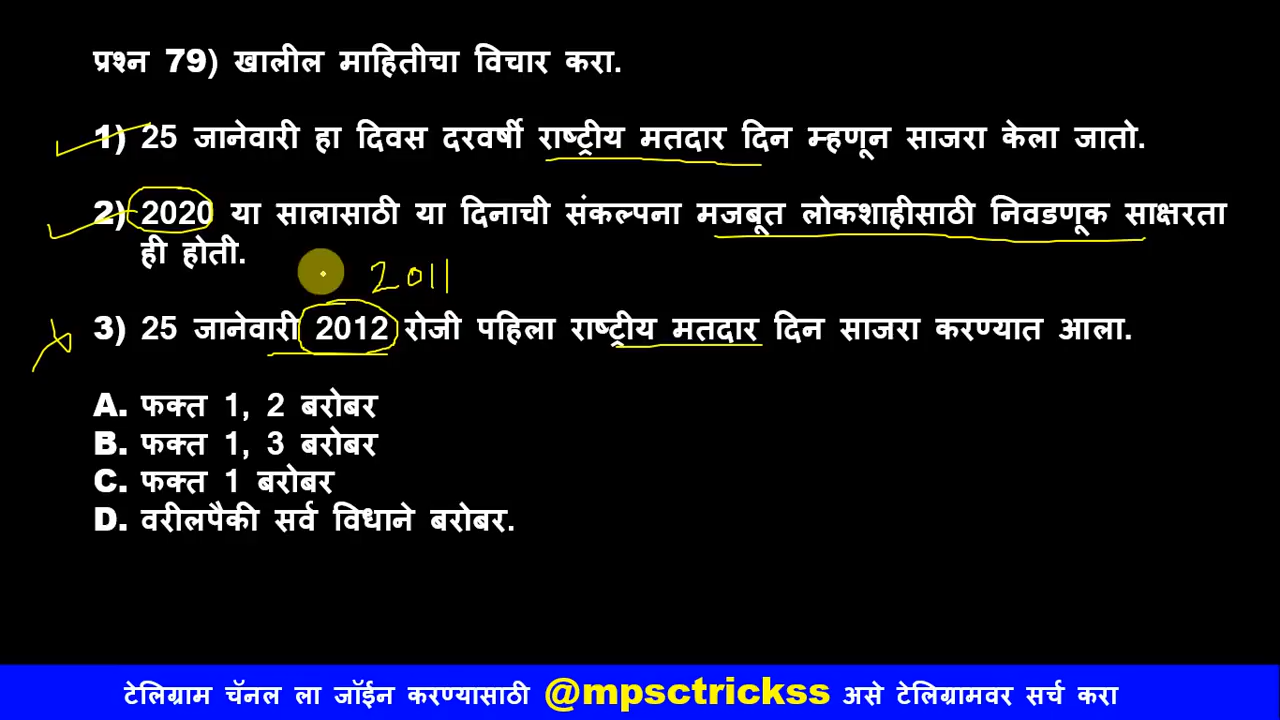 प्रश्न 79) खालील माहितीचा विचार करा.
1) 25 जानेवारी हा दिवस दरवर्षी राष्ट्रीय मतदार दिन म्हणून साजरा केला जातो.
2) 2020 या सालासाठी या दिनाची संकल्पना मजबूत लोकशाहीसाठी निवडणूक साक्षरता
ही होती.
2011
3) 25 जानेवारी 2012 रोजी पहिला राष्ट्रीय मतदार दिन साजरा करण्यात आला.
A. फक्त 1, 2 बरोबर
B. फक्त 1, 3 बरोबर
C. फक्त 1 बरोबर
D. वरीलपैकी सर्व विधाने बरोबर.
टेलिग्राम चॅनल ला जॉईन करण्यासाठी @mpsctrickss असे टेलिग्रामवर सर्च करा